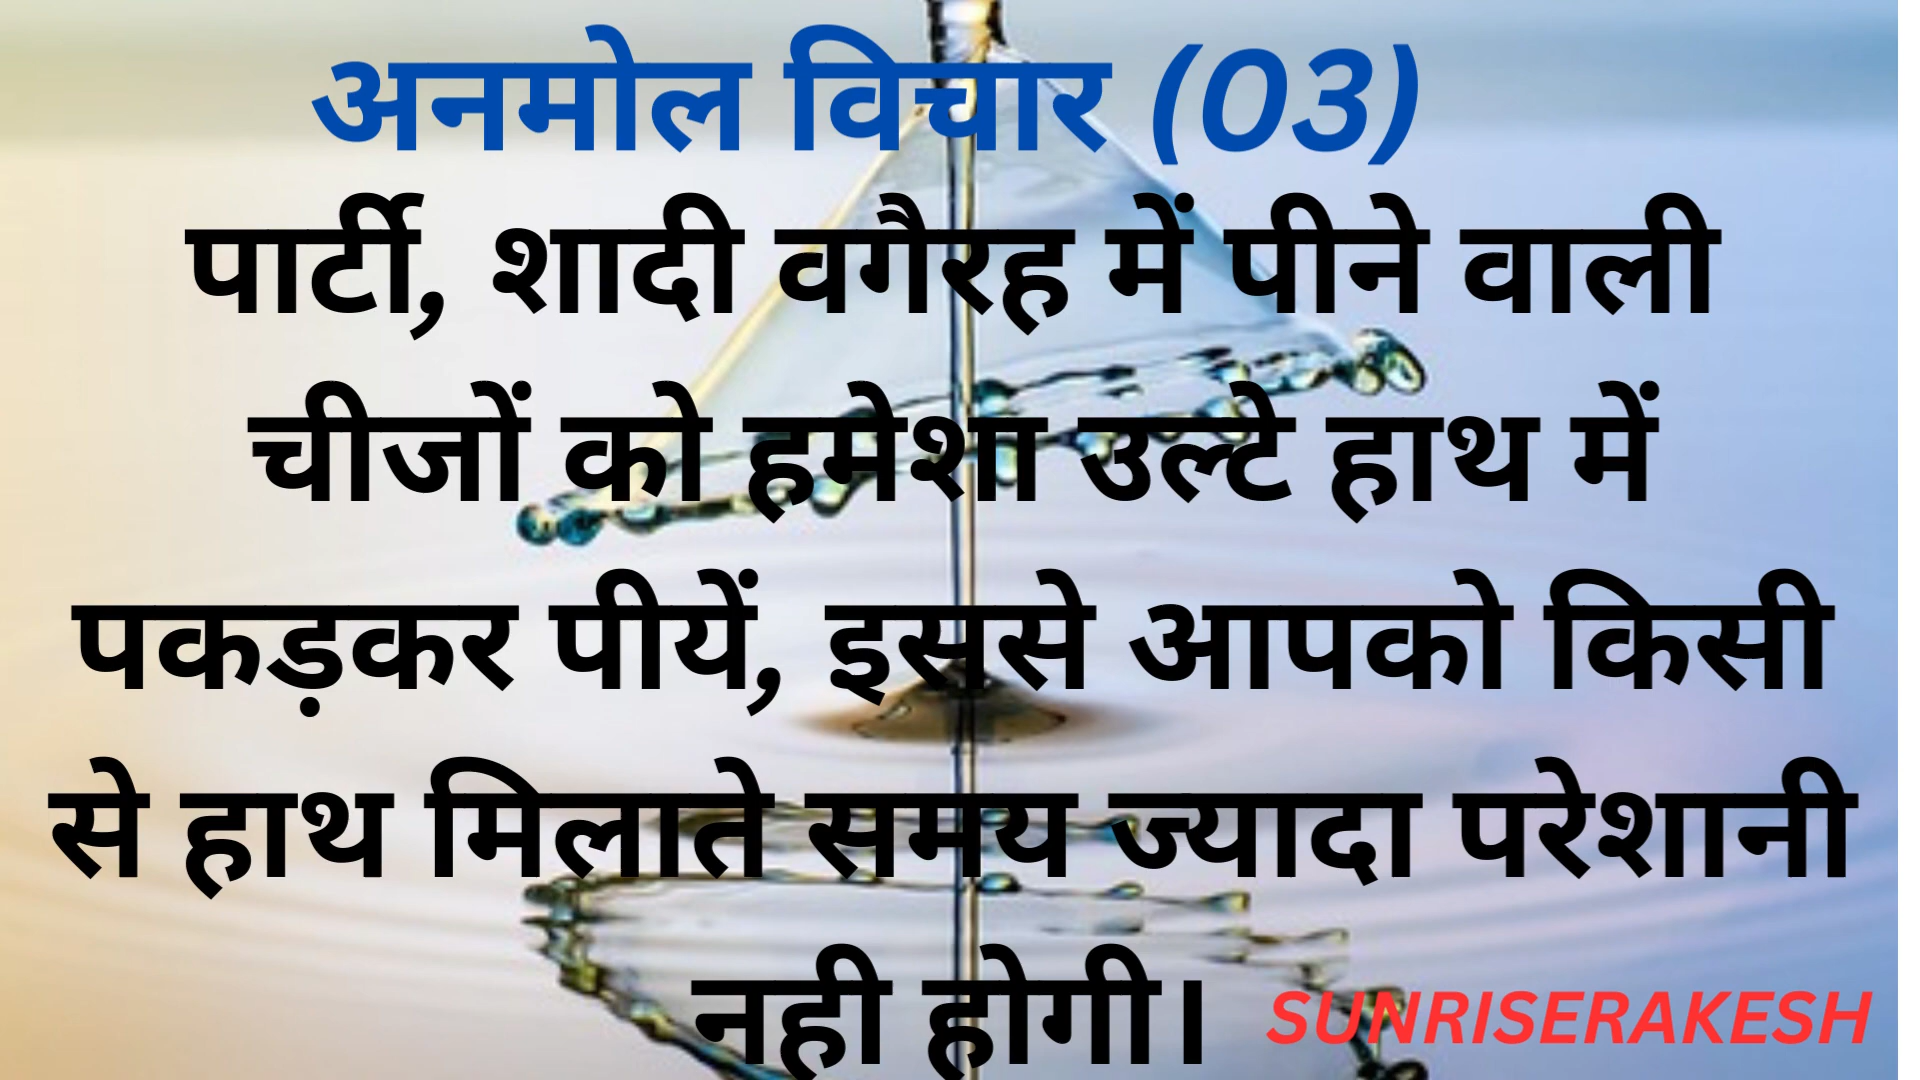 अनमोल विचार (03)
पार्टी, शादी वगैरह में पीने वाली
चीजों को हमेशा उल्टे हाथ में
पकड़कर पीयें, इससे आपको किसी
से हाथ मिलाते समय ज्यादा परेशानी
नही होगी।
SUNRISERAKESH